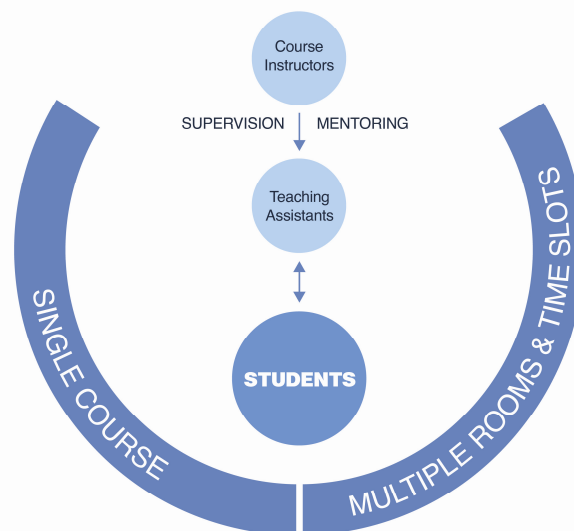 Course
Instructors
SUPERVISION MENTORING
Teaching
Assistants
STUDENTS
SINGLE COURSE
MULTIPLE ROOMS & TIME SLOTS